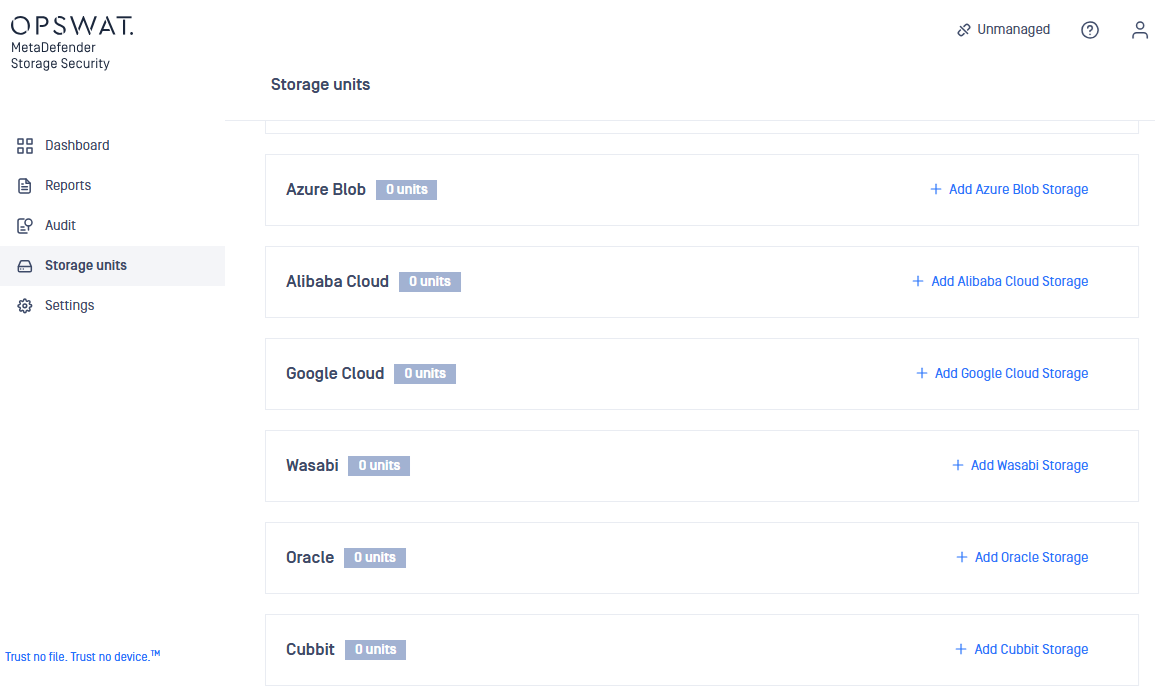 OPSWAT.
MetaDefender
Storage Security
Unmanaged
Storage units
Dashboard
Reports
Audit
Storage units
Settings
Azure Blob 0 units + Add Azure Blob Storage
Alibaba Cloud 0 units + Add Alibaba Cloud Storage
Google Cloud 0 units + Add Google Cloud Storage
Wasabi 0 units + Add Wasabi Storage
Oracle 0 units + Add Oracle Storage
Cubbit 0 units + Add Cubbit Storage
Trust no file. Trust no device.™